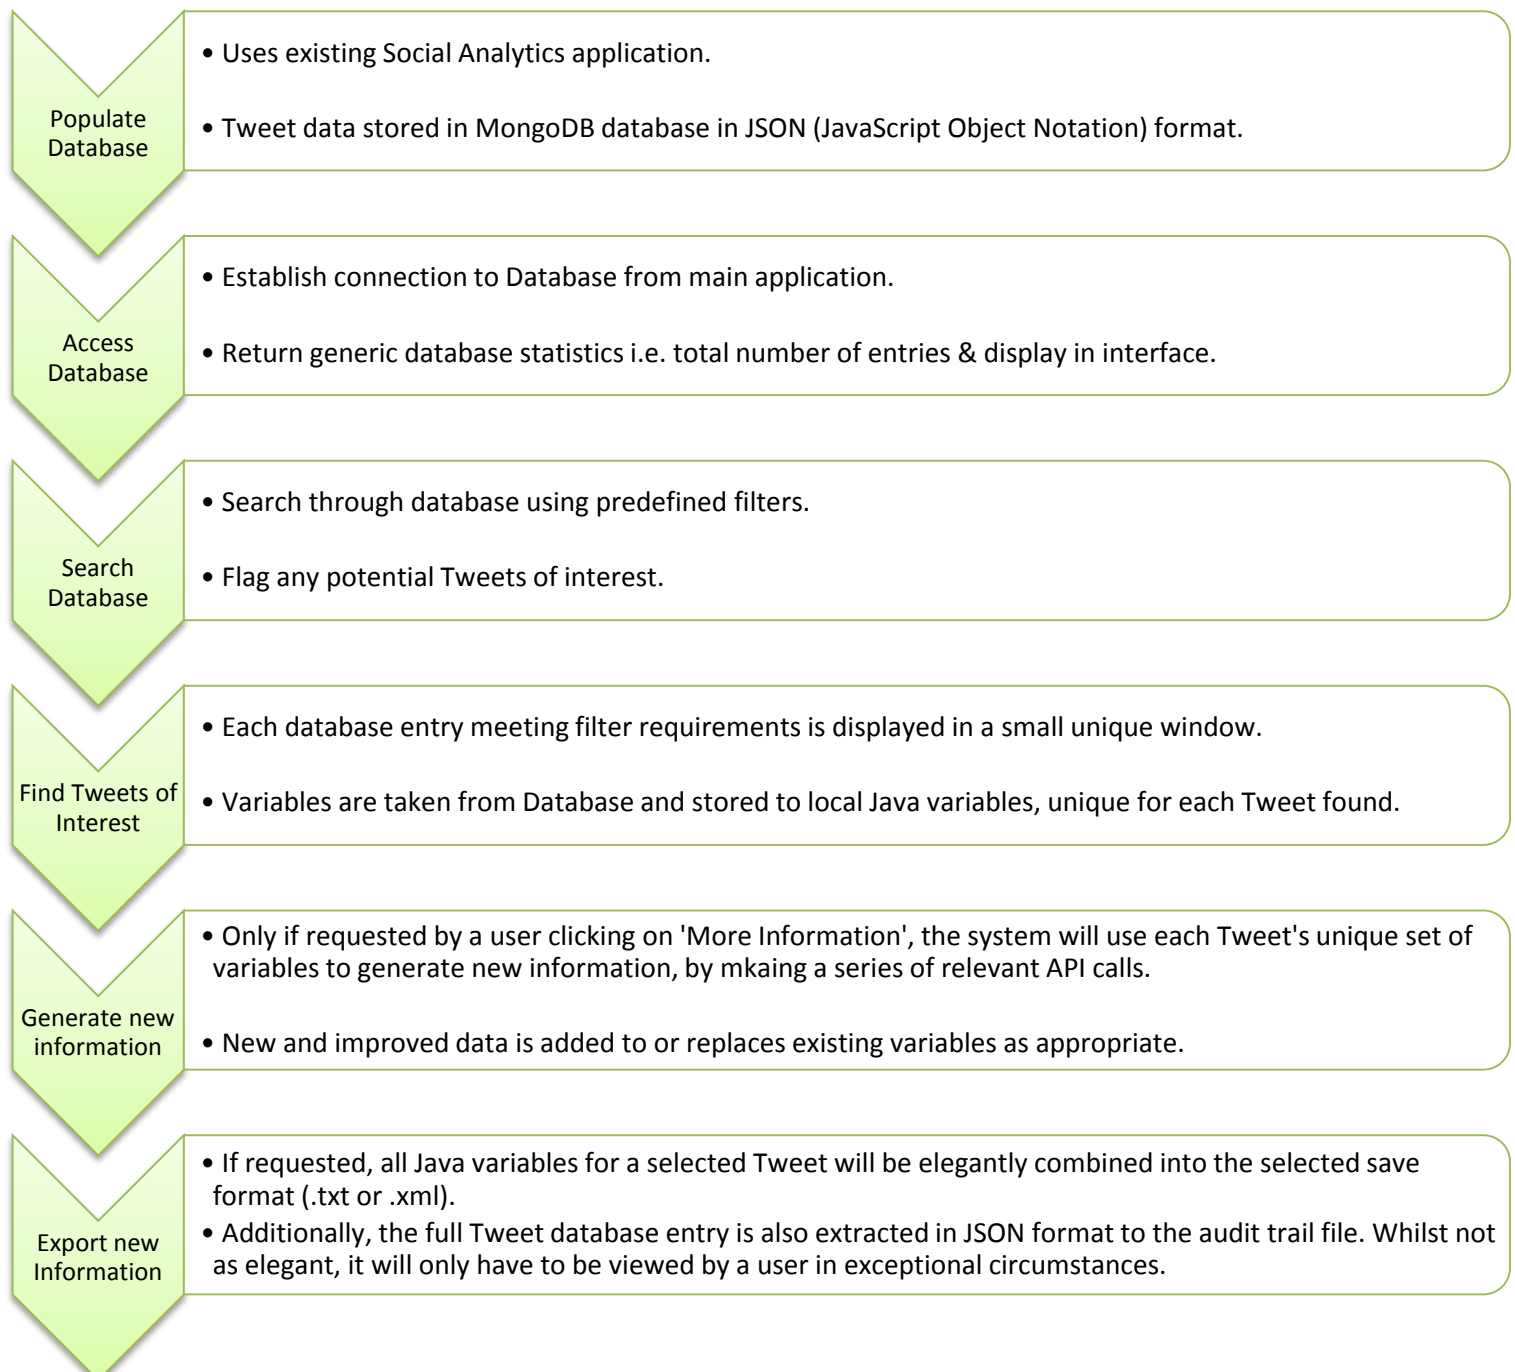 Populate
Database
• Uses existing Social Analytics application.
• Tweet data stored in MongoDB database in JSON (JavaScript Object Notation) format.
Access
Database
• Establish connection to Database from main application.
• Return generic database statistics i.e. total number of entries & display in interface.
Search
Database
• Search through database using predefined filters.
• Flag any potential Tweets of interest.
Find Tweets of
Interest
• Each database entry meeting filter requirements is displayed in a small unique window.
• Variables are taken from Database and stored to local Java variables, unique for each Tweet found.
Generate new
information
• Only if requested by a user clicking on 'More Information', the system will use each Tweet's unique set of
variables to generate new information, by mkaing a series of relevant API calls.
• New and improved data is added to or replaces existing variables as appropriate.
Export new
Information
• If requested, all Java variables for a selected Tweet will be elegantly combined into the selected save
format (.txt or .xml).
• Additionally, the full Tweet database entry is also extracted in JSON format to the audit trail file. Whilst not
as elegant, it will only have to be viewed by a user in exceptional circumstances.